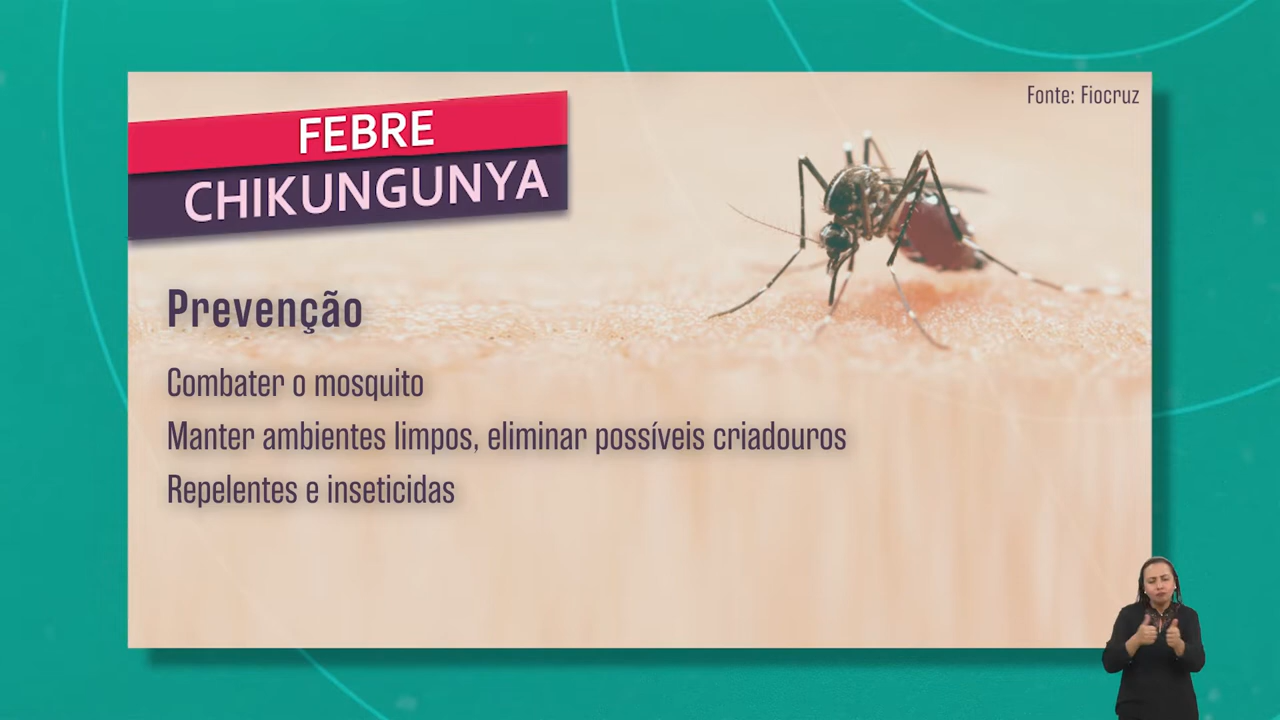 Fonte: Fiocruz
FEBRE
CHIKUNGUNYA
Prevenção
Combater o mosquito
Manter ambientes limpos, eliminar possíveis criadouros
Repelentes e inseticidas